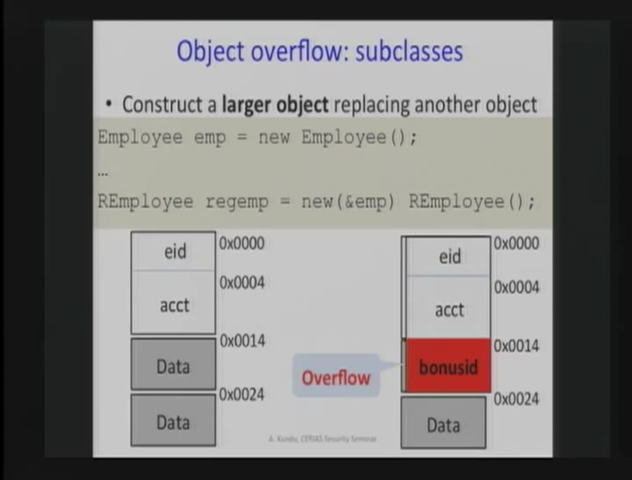 Object overflow: subclasses
• Construct a larger object replacing another object
Employee emp = new Employee();
…
REmployee regemp = new(&emp) REmployee();
eid
0x0000
acct
0x0004
Data
0x0014
Data
0x0024
Overflow
eid
0x0000
acct
0x0004
bonusid
0x0014
Data
0x0024
A. Kundu, CERIAS Security Seminar